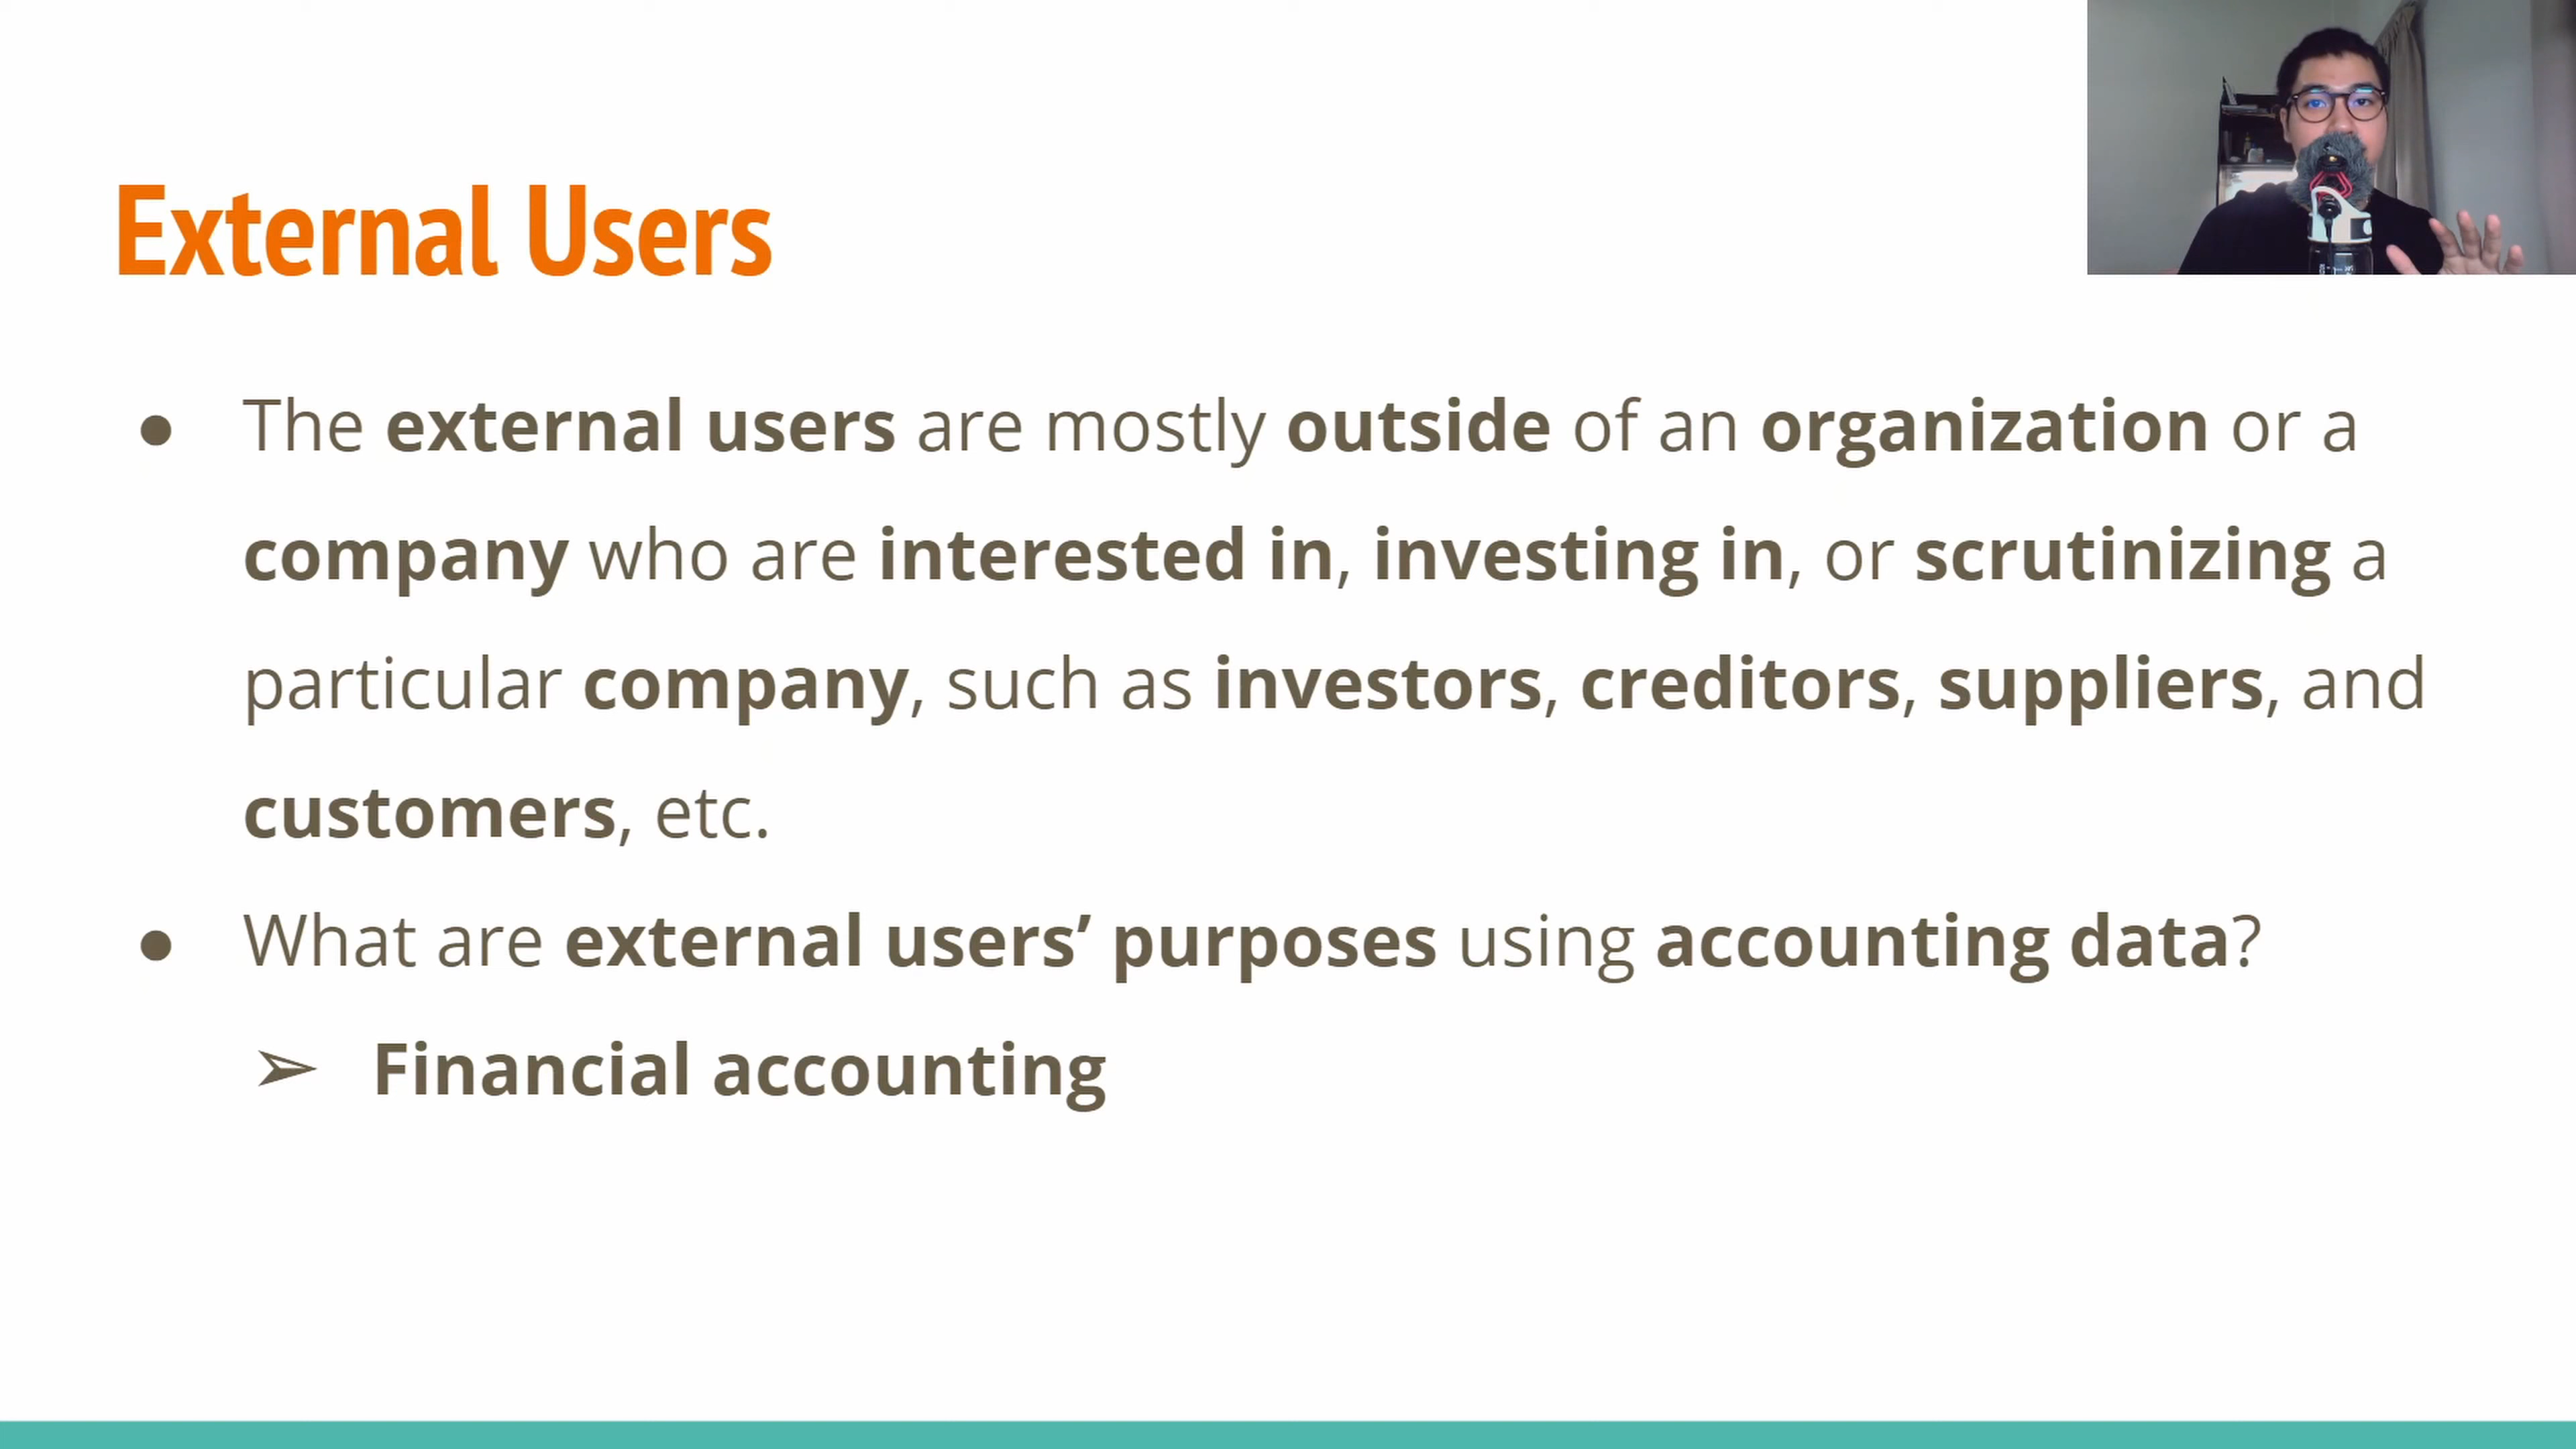 External Users
● The external users are mostly outside of an organization or a
company who are interested in, investing in, or scrutinizing a
particular company, such as investors, creditors, suppliers, and
customers, etc.
● What are external users’ purposes using accounting data?
➢ Financial accounting